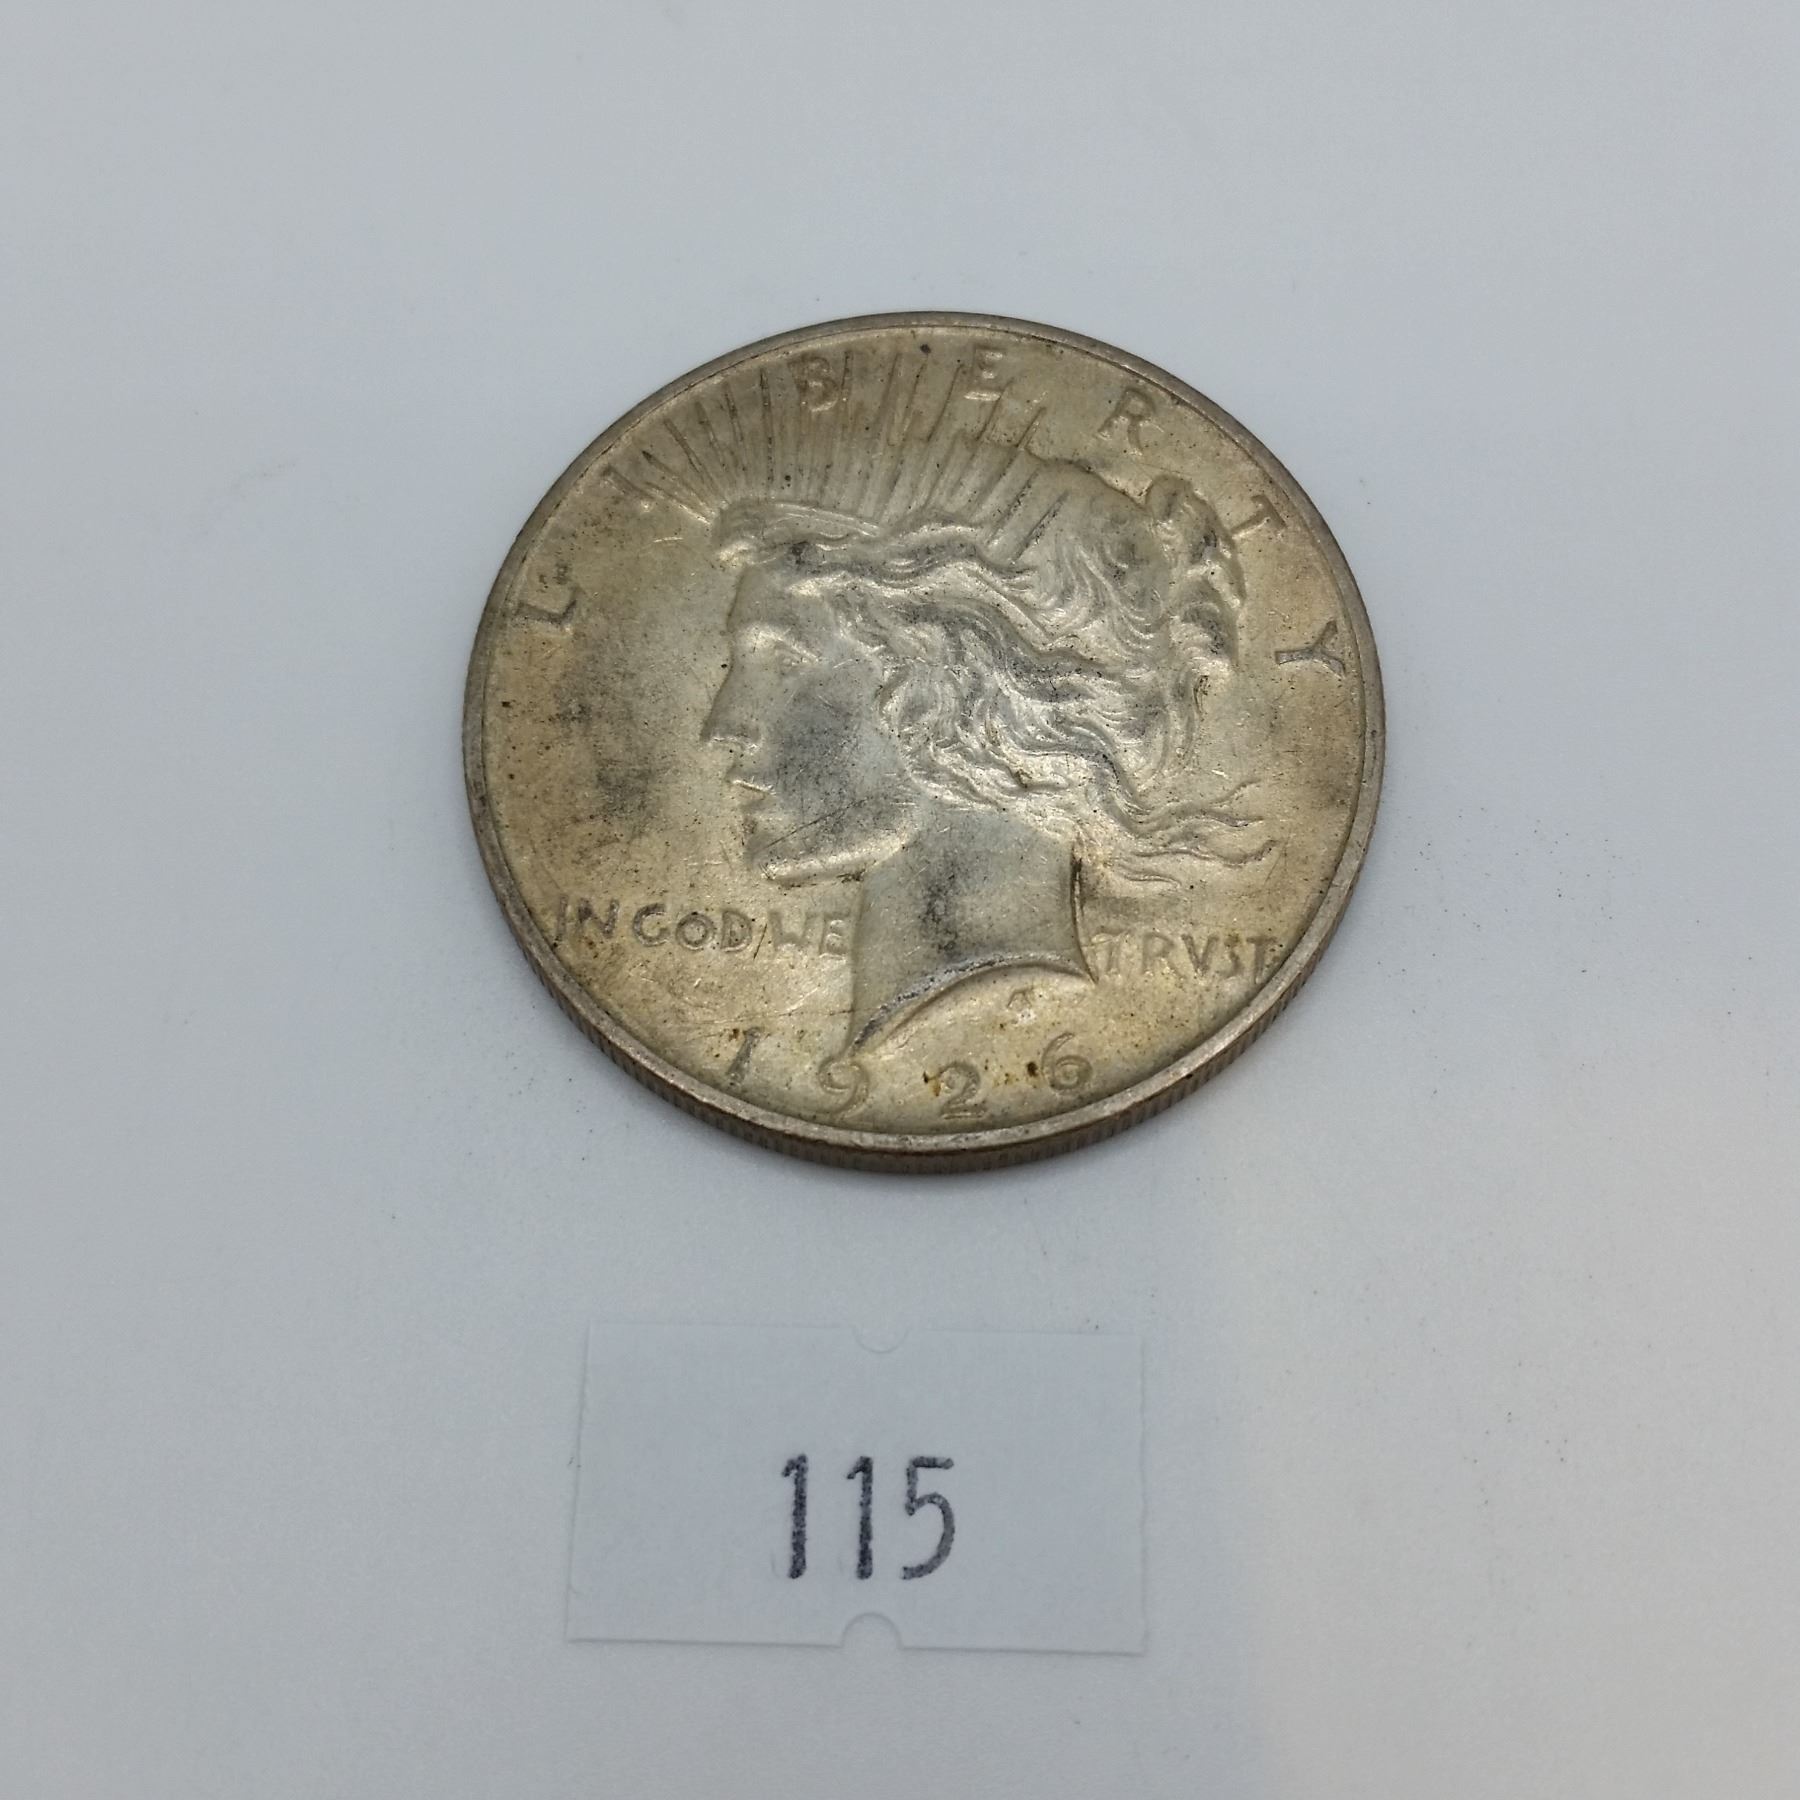 LIBERTY
IN GOD WE TRVST
1926
115